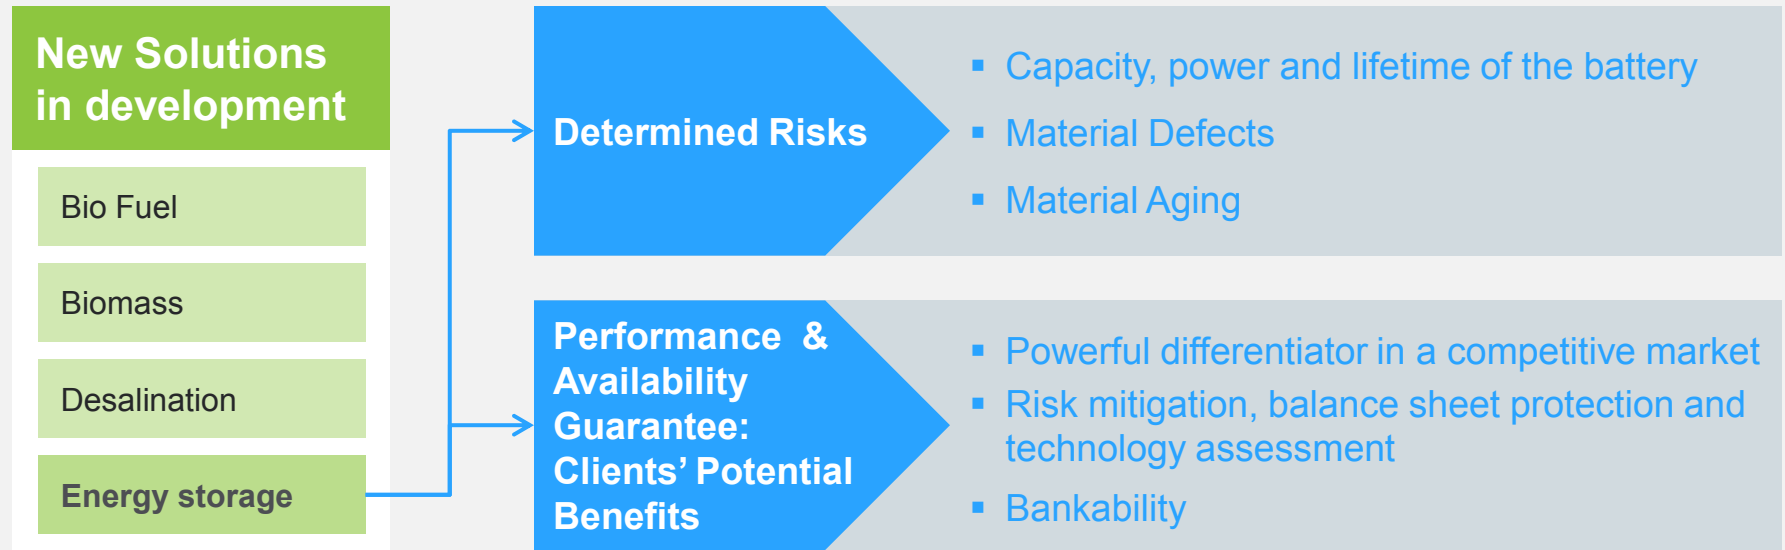 New Solutions
in development
Bio Fuel
Biomass
Desalination
Energy storage
Determined Risks
▪ Capacity, power and lifetime of the battery
▪ Material Defects
▪ Material Aging
Performance & 
Availability
Guarantee:
Clients’ Potential
Benefits
▪ Powerful differentiator in a competitive market
▪ Risk mitigation, balance sheet protection and
technology assessment
▪ Bankability